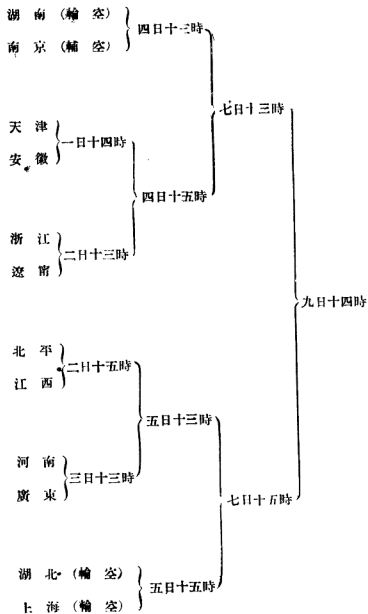 湖南（輪空）
四日十三時
南京（輪空）
七日十三時
天津
一日十四時
安徽
四日十五時
浙江
二日十三時
遼甯
九日十四時
北平
二日十五時
江西
五日十三時
河南
三日十三時
廣東
七日十五時
湖北（輪空）
五日十五時
上海（輪空）